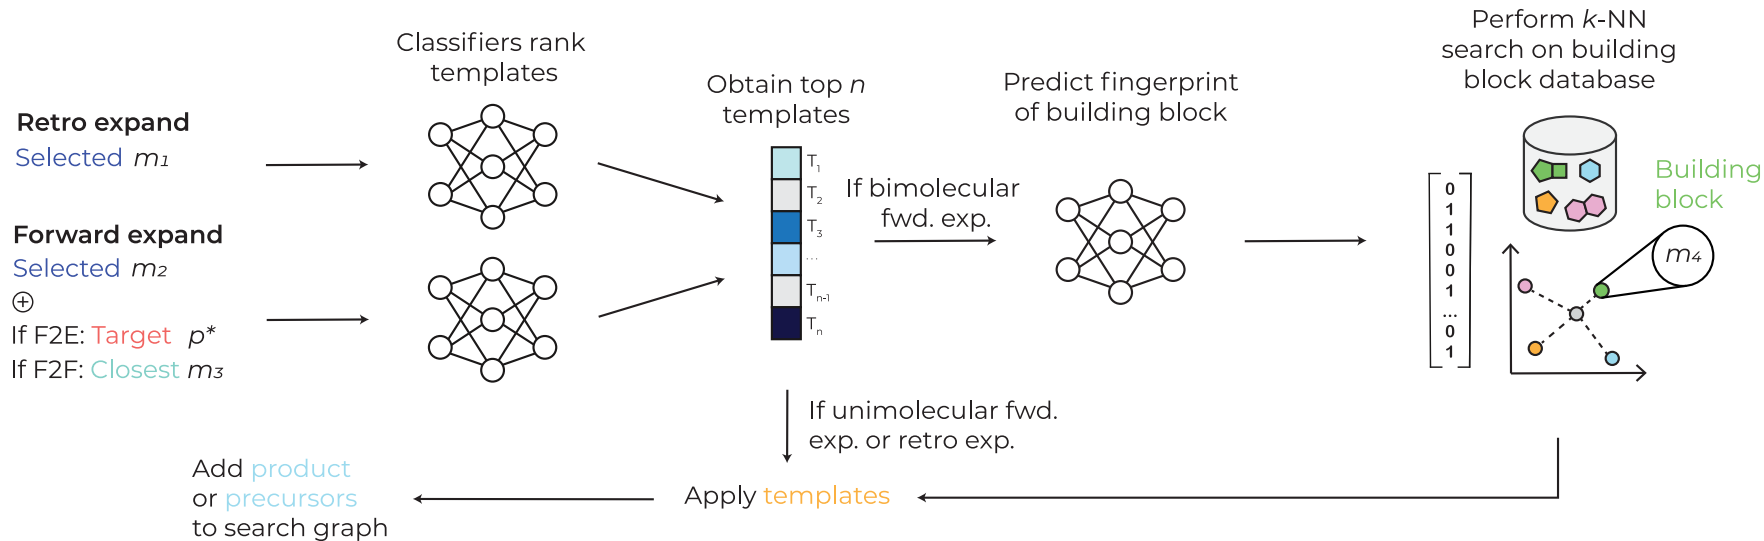 Retro expand
Selected m1
Forward expand
Selected m2
⊕
If F2E: Target p*
If F2F: Closest m3
Classifiers rank
templates
Obtain top n
templates
T1
T2
T3
...
Tn-1
Tn
If bimolecular
fwd. exp.
Predict fingerprint
of building block
Perform k-NN
search on building
block database
0
1
1
0
0
1
...
0
1
Building
block
m4
If unimolecular fwd.
exp. or retro exp.
Apply templates
Add product
or precursors
to search graph